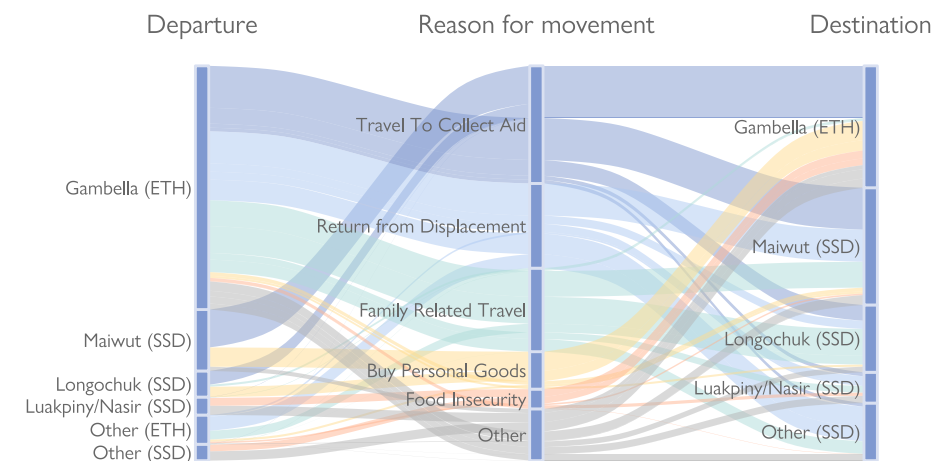 Departure
Reason for movement
Destination
Travel To Collect Aid
Gambella (ETH)
Gambella (ETH)
Return from Displacement
Maiwut (SSD)
Family Related Travel
Maiwut (SSD)
Longochuk (SSD)
Buy Personal Goods
Longochuk (SSD)
Luakpiny/Nasir (SSD)
Food Insecurity
Luakpiny/Nasir (SSD)
Other (ETH)
Other
Other (SSD)
Other (SSD)